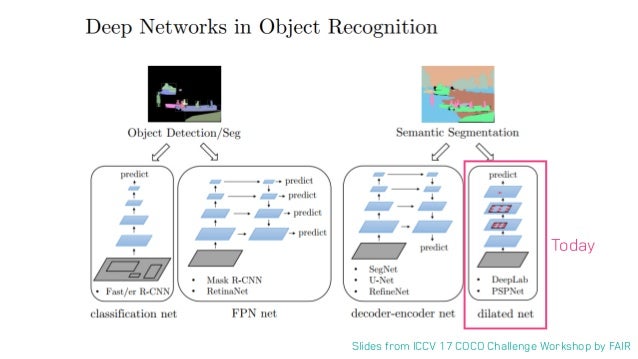 Deep Networks in Object Recognition
Object Detection/Seg
Semantic Segmentation
predict
predict
predict
predict
predict
• Fast/er R-CNN
• Mask R-CNN
• RetinaNet
predict
• SegNet
• U-Net
• RefineNet
predict
• DeepLab
• PSPNet
Today
classification net
FPN net
decoder-encoder net
dilated net
Slides from ICCV 17 COCO Challenge Workshop by FAIR